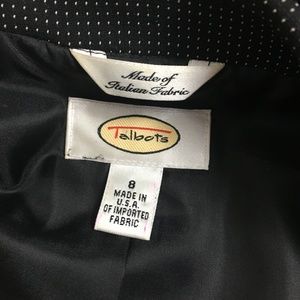 Made of
Italian Fabric
Talbots
8
MADE IN
U.S.A.
OF IMPORTED
FABRIC